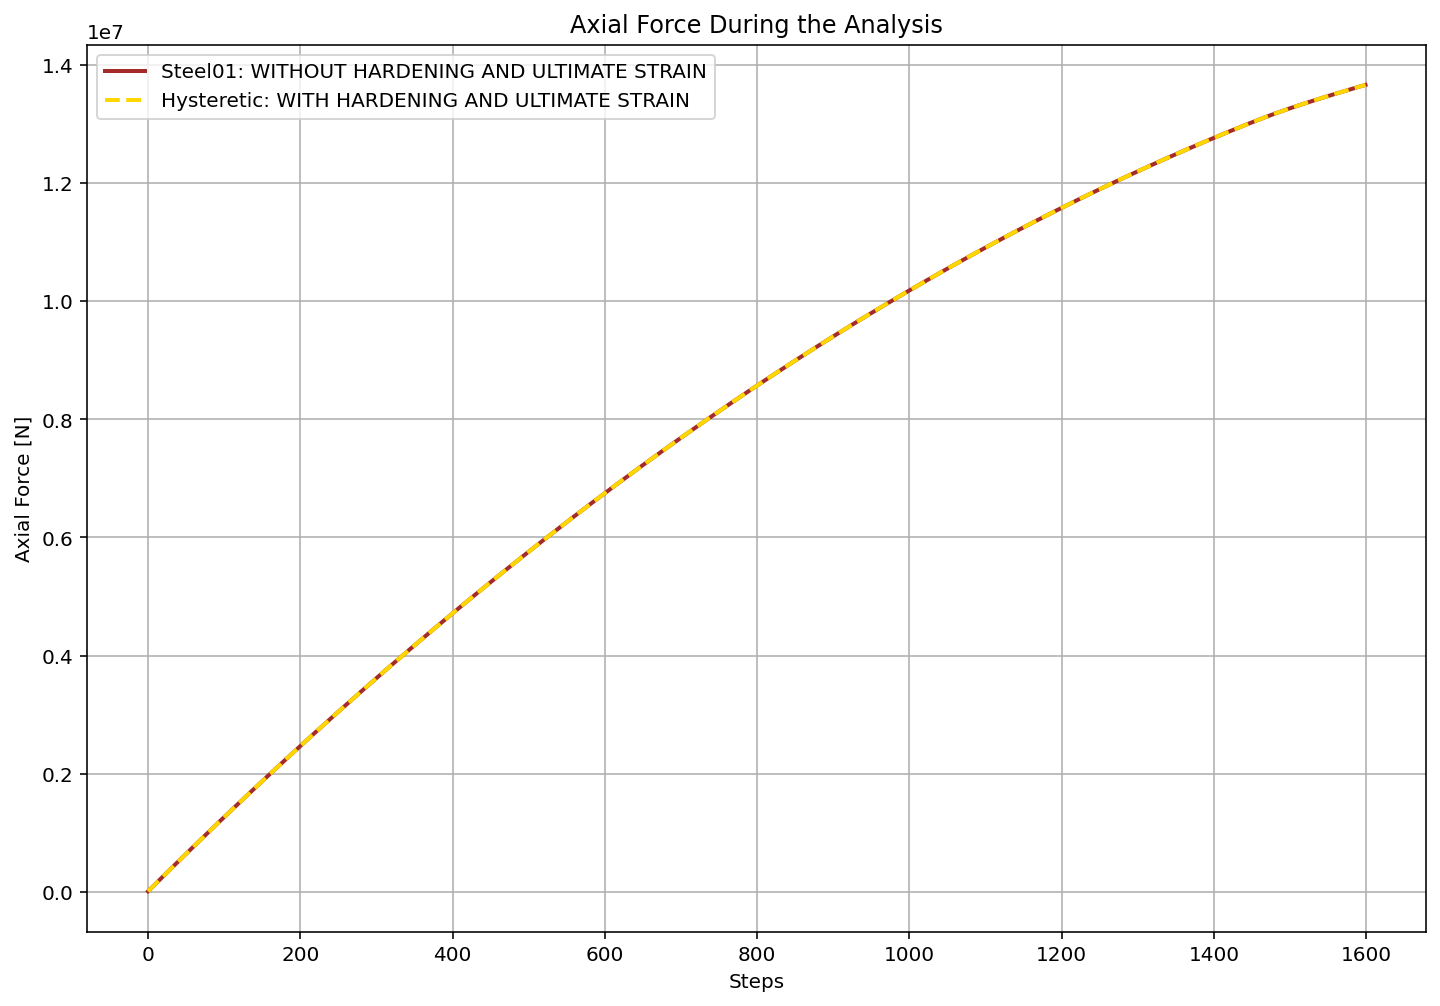 Axial Force During the Analysis
1e7
Steel01: WITHOUT HARDENING AND ULTIMATE STRAIN
Hysteretic: WITH HARDENING AND ULTIMATE STRAIN
1.4
1.2
1.0
0.8
0.6
0.4
0.2
0.0
Axial Force [N]
0 200 400 600 800 1000 1200 1400 1600
Steps